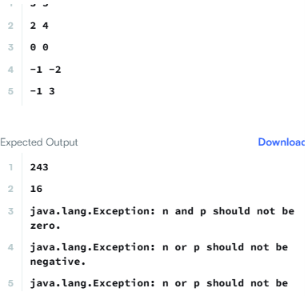 2 2 4
3 0 0
4 -1 -2
5 -1 3
Expected Output Download
1 243
2 16
3 java.lang.Exception: n and p should not be
zero.
4 java.lang.Exception: n or p should not be
negative.
5 java.lang.Exception: n or p should not be